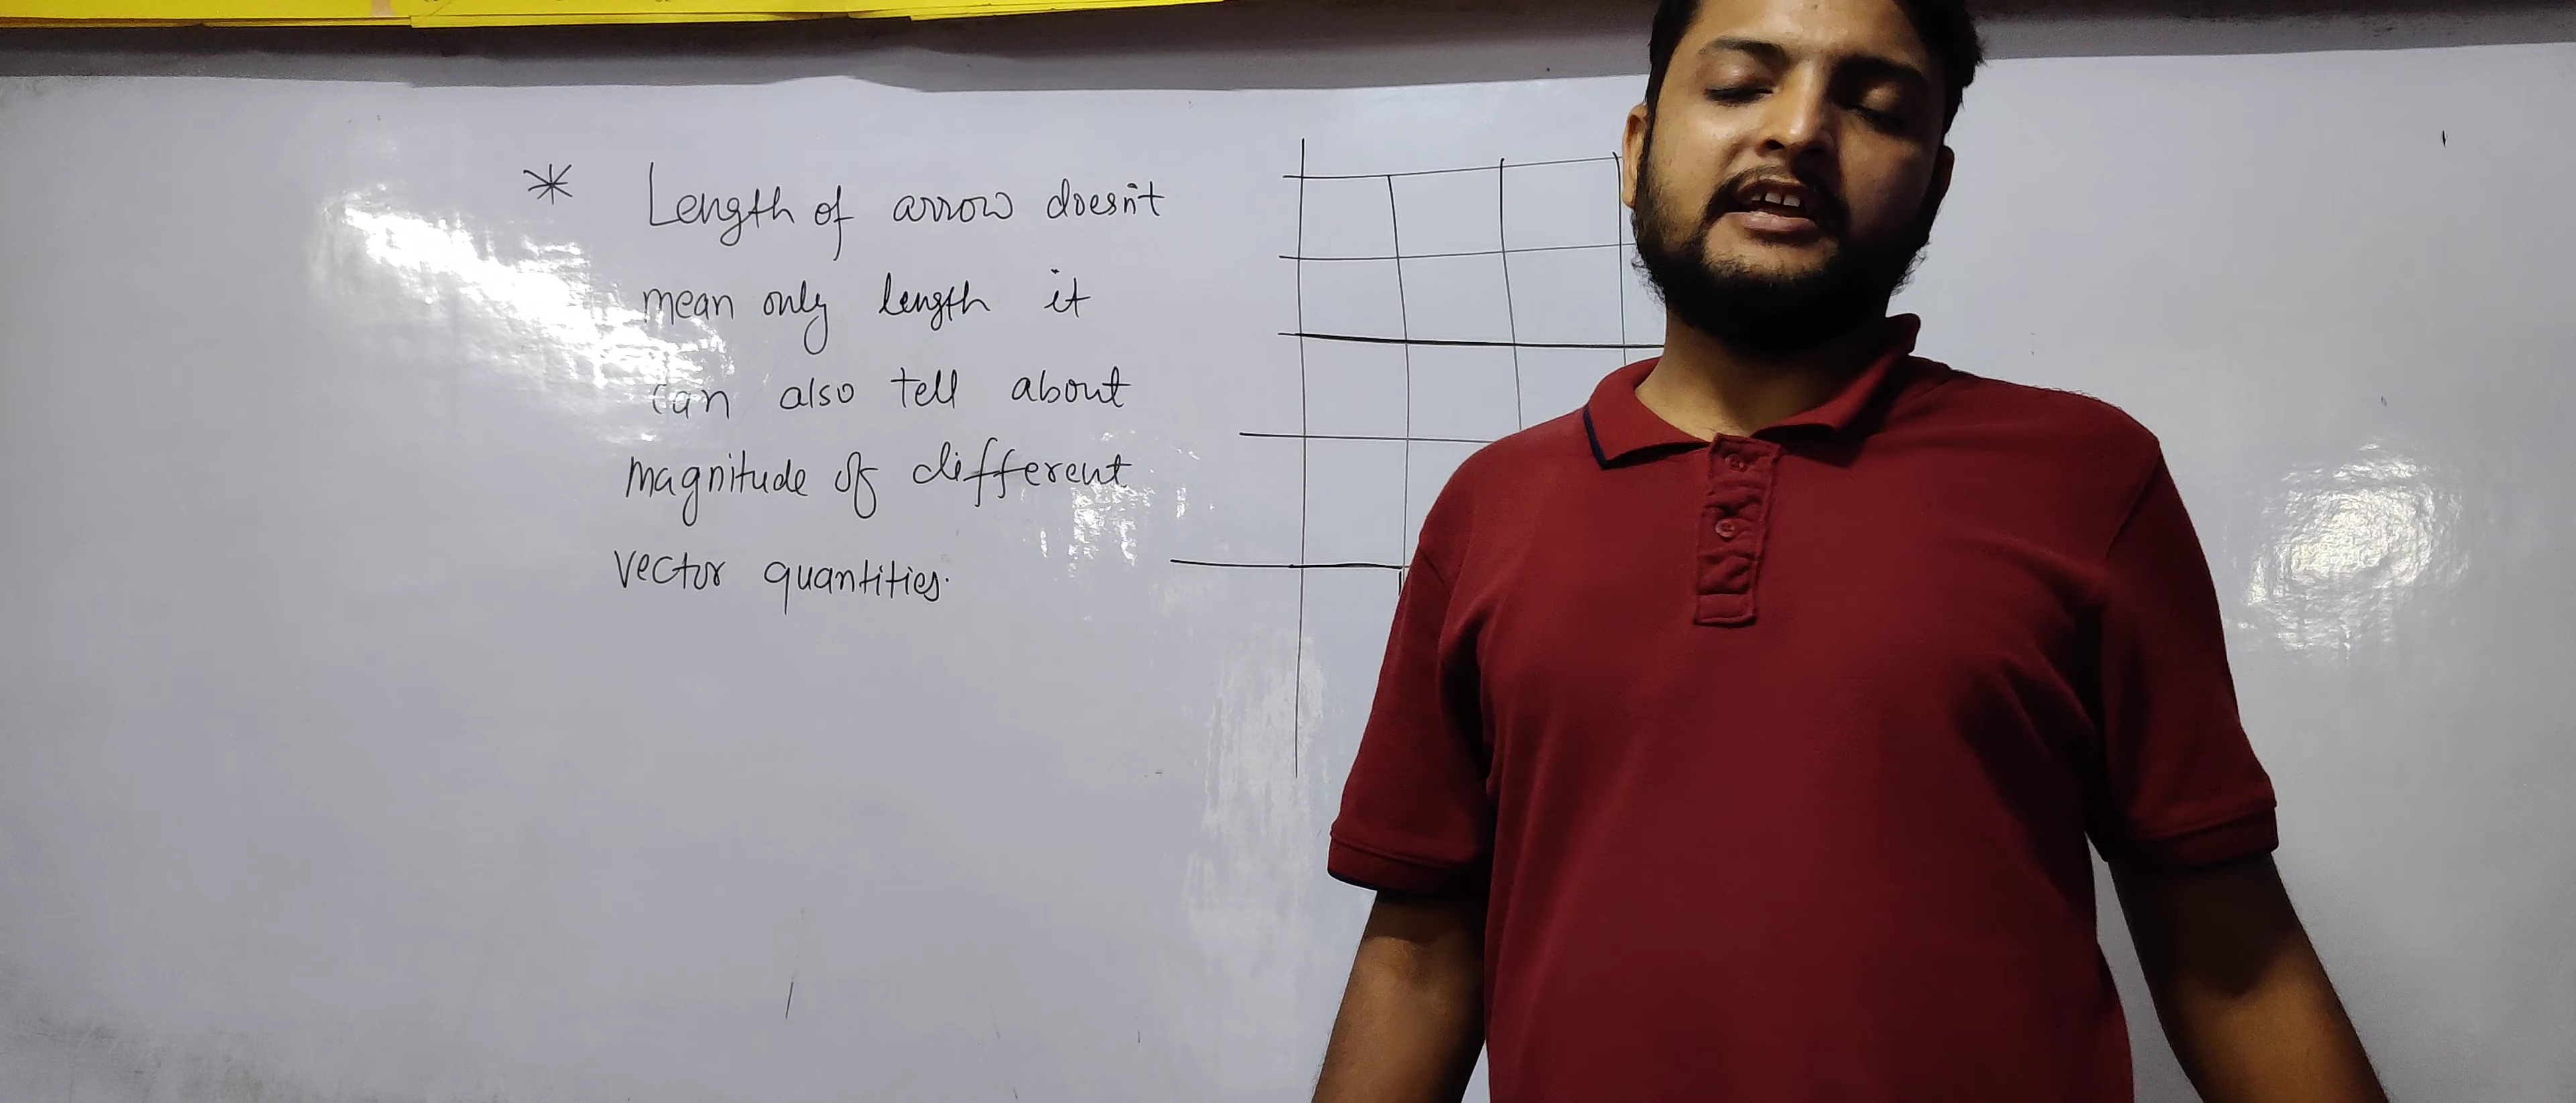 * Length of arrow doesn't
mean only length it
can also tell about
magnitude of different
vector quantities.